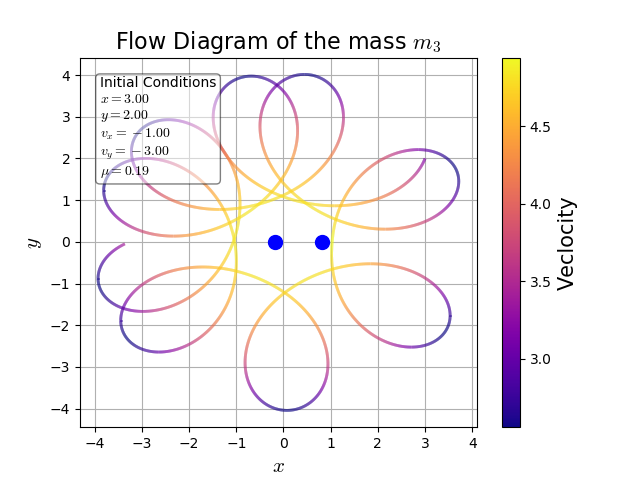 Flow Diagram of the mass m₃
Initial Conditions
x = 3.00
y = 2.00
vₓ = −1.00
v_y = −3.00
μ = 0.19
4
3
2
1
0
−1
−2
−3
−4
y
−4 −3 −2 −1 0 1 2 3 4
x
4.5
4.0
3.5
3.0
Veclocity